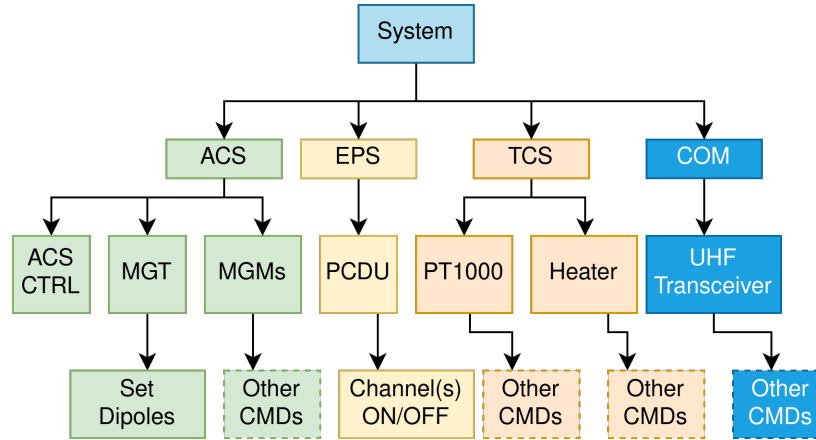 System
ACS
EPS
TCS
COM
ACS
CTRL
MGT
MGMs
PCDU
PT1000
Heater
UHF
Transceiver
Set
Dipoles
Other
CMDs
Channel(s)
ON/OFF
Other
CMDs
Other
CMDs
Other
CMDs